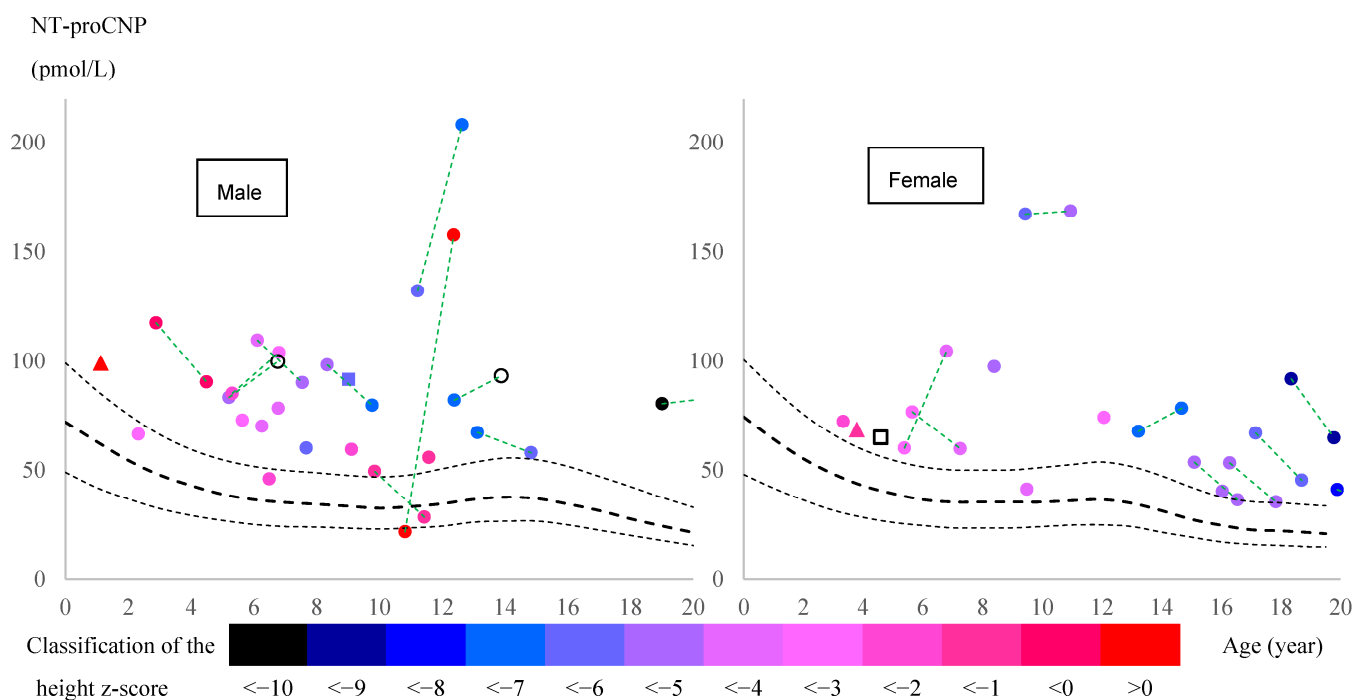 NT-proCNP
(pmol/L)
200
150
100
50
0
Male
0 2 4 6 8 10 12 14 16 18 20
200
150
100
50
0
Female
0 2 4 6 8 10 12 14 16 18 20
Classification of the
height z-score
<−10 <−9 <−8 <−7 <−6 <−5 <−4 <−3 <−2 <−1 <0 >0
Age (year)